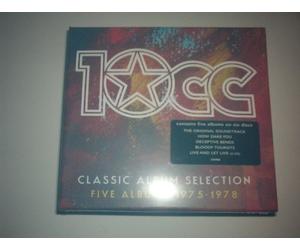 10CC
contains five albums on six discs
THE ORIGINAL SOUNDTRACK
HOW DARE YOU
DECEPTIVE BENDS
BLOODY TOURISTS
LIVE AND LET LIVE
CLASSIC ALBUM SELECTION
FIVE ALBUMS 1975-1978